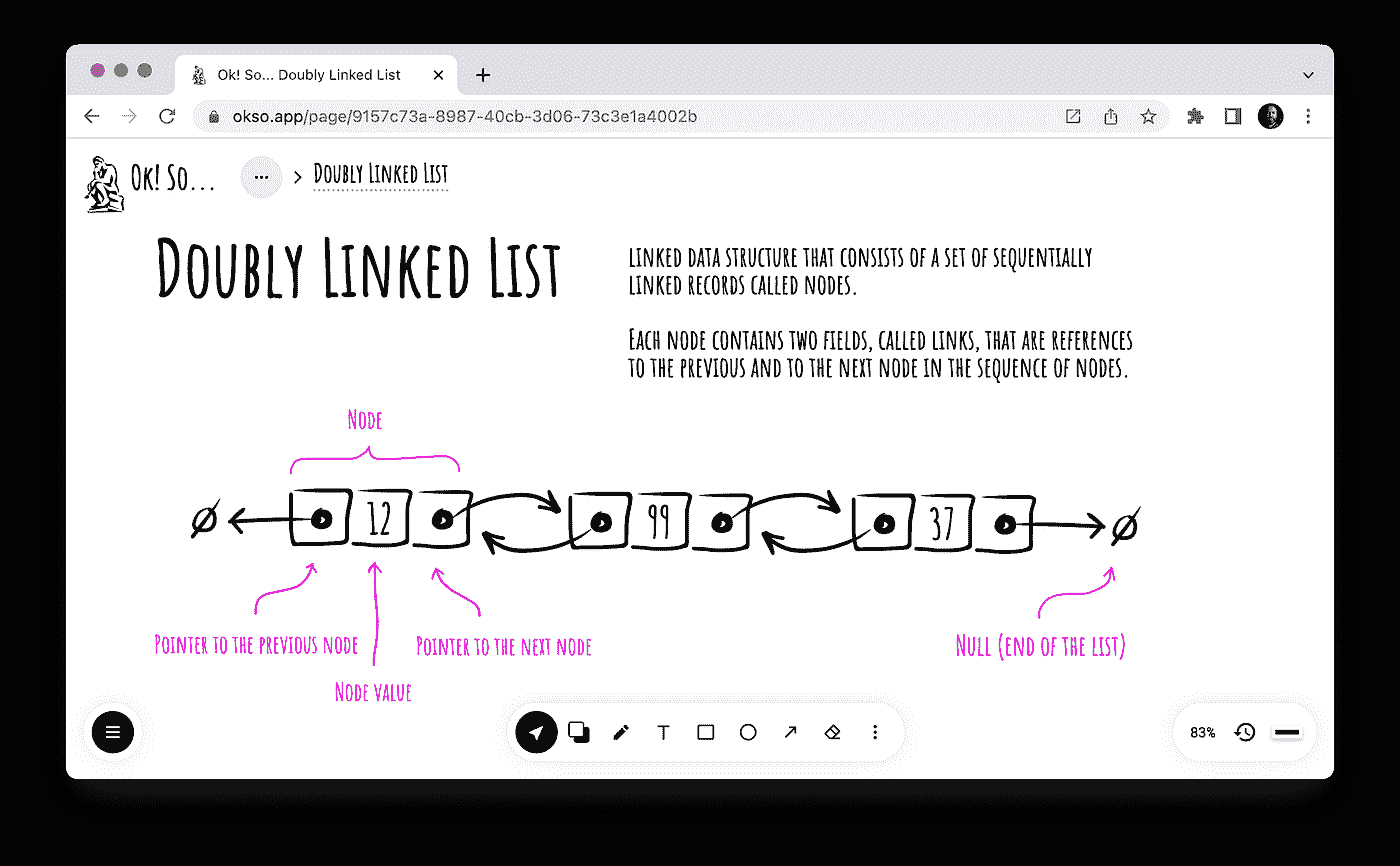 Ok! So... Doubly Linked List
okso.app/page/9157c73a-8987-40cb-3d06-73c3e1a4002b
Ok! So...
... > Doubly Linked List
Doubly Linked List
Linked data structure that consists of a set of sequentially
linked records called nodes.
Each node contains two fields, called links, that are references
to the previous and to the next node in the sequence of nodes.
Node
∅ 12 99 37 ∅
Pointer to the previous node
Pointer to the next node
Null (end of the list)
Node value
T
83%